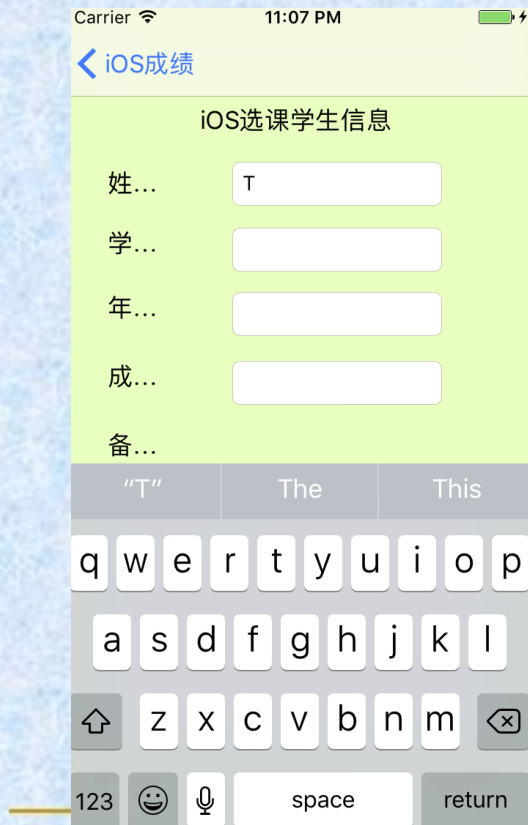 Carrier 11:07 PM
iOS成绩
iOS选课学生信息
姓... T
学...
年...
成...
备...
“T” The This
q w e r t y u i o p
a s d f g h j k l
z x c v b n m
123 space return